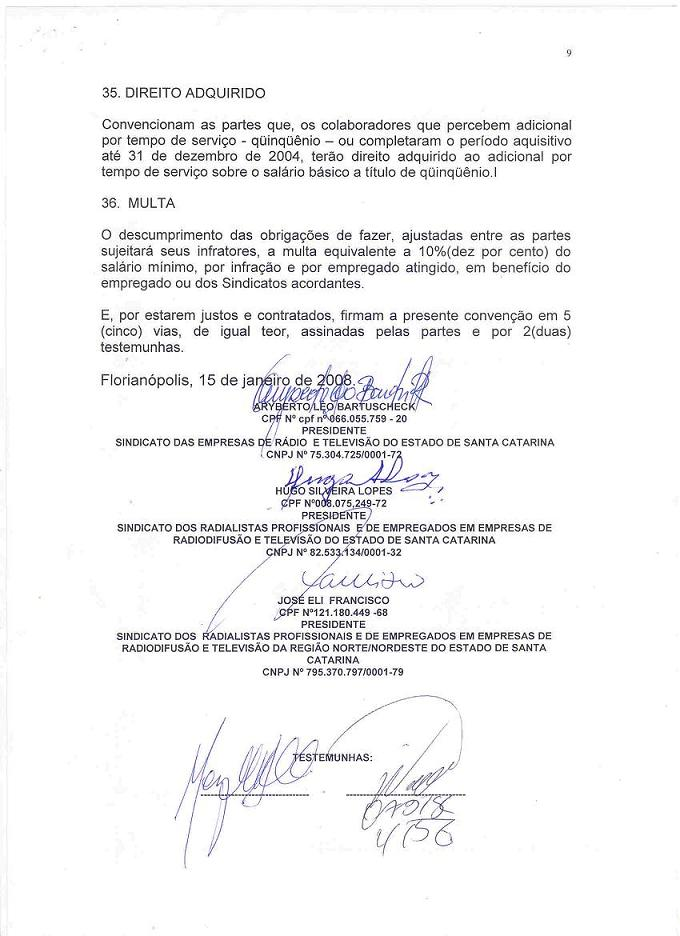 9
35. DIREITO ADQUIRIDO
Convencionam as partes que, os colaboradores que percebem adicional
por tempo de serviço - qüinqüênio – ou completaram o período aquisitivo
até 31 de dezembro de 2004, terão direito adquirido ao adicional por
tempo de serviço sobre o salário básico a título de qüinqüênio.l
36. MULTA
O descumprimento das obrigações de fazer, ajustadas entre as partes
sujeitará seus infratores, a multa equivalente a 10%(dez por cento) do
salário mínimo, por infração e por empregado atingido, em benefício do
empregado ou dos Sindicatos acordantes.
E, por estarem justos e contratados, firmam a presente convenção em 5
(cinco) vias, de igual teor, assinadas pelas partes e por 2(duas)
testemunhas.
Florianópolis, 15 de janeiro de 2008.
ARYBERTO LEO BARTUSCHECK
CPF Nº cpf nº 066.055.759 - 20
PRESIDENTE
SINDICATO DAS EMPRESAS DE RÁDIO E TELEVISÃO DO ESTADO DE SANTA CATARINA
CNPJ Nº 75.304.725/0001-72
HUGO SILVEIRA LOPES
CPF Nº008.075,249-72
PRESIDENTE
SINDICATO DOS RADIALISTAS PROFISSIONAIS E DE EMPREGADOS EM EMPRESAS DE
RADIODIFUSÃO E TELEVISÃO DO ESTADO DE SANTA CATARINA
CNPJ Nº 82.533.134/0001-32
JOSÉ ELI FRANCISCO
CPF Nº121.180.449 -68
PRESIDENTE
SINDICATO DOS RADIALISTAS PROFISSIONAIS E DE EMPREGADOS EM EMPRESAS DE
RADIODIFUSÃO E TELEVISÃO DA REGIÃO NORTE/NORDESTE DO ESTADO DE SANTA
CATARINA
CNPJ Nº 795.370.797/0001-79
TESTEMUNHAS: